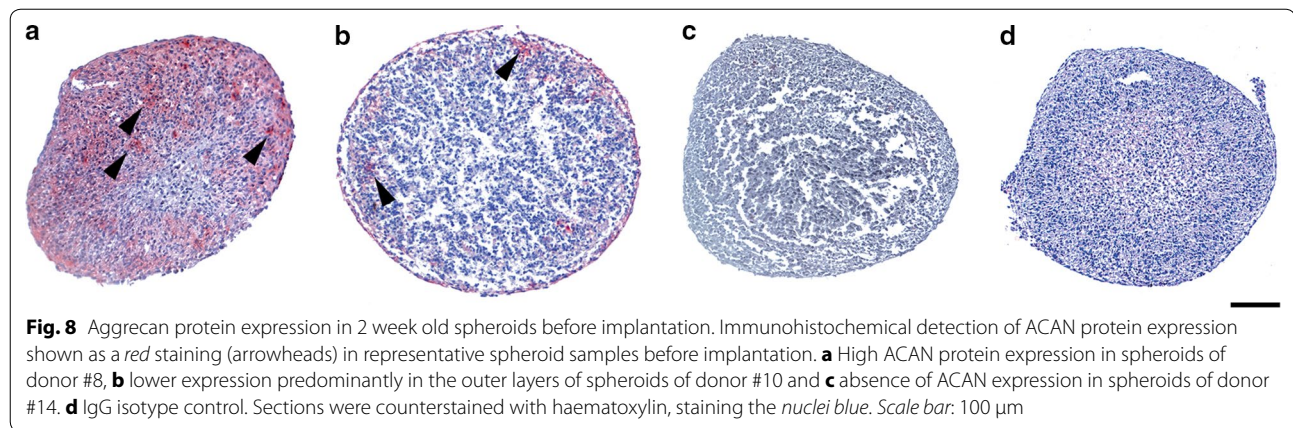 a
b
c
d
Fig. 8 Aggrecan protein expression in 2 week old spheroids before implantation. Immunohistochemical detection of ACAN protein expression
shown as a red staining (arrowheads) in representative spheroid samples before implantation. a High ACAN protein expression in spheroids of
donor #8, b lower expression predominantly in the outer layers of spheroids of donor #10 and c absence of ACAN expression in spheroids of donor
#14. d IgG isotype control. Sections were counterstained with haematoxylin, staining the nuclei blue. Scale bar: 100 μm